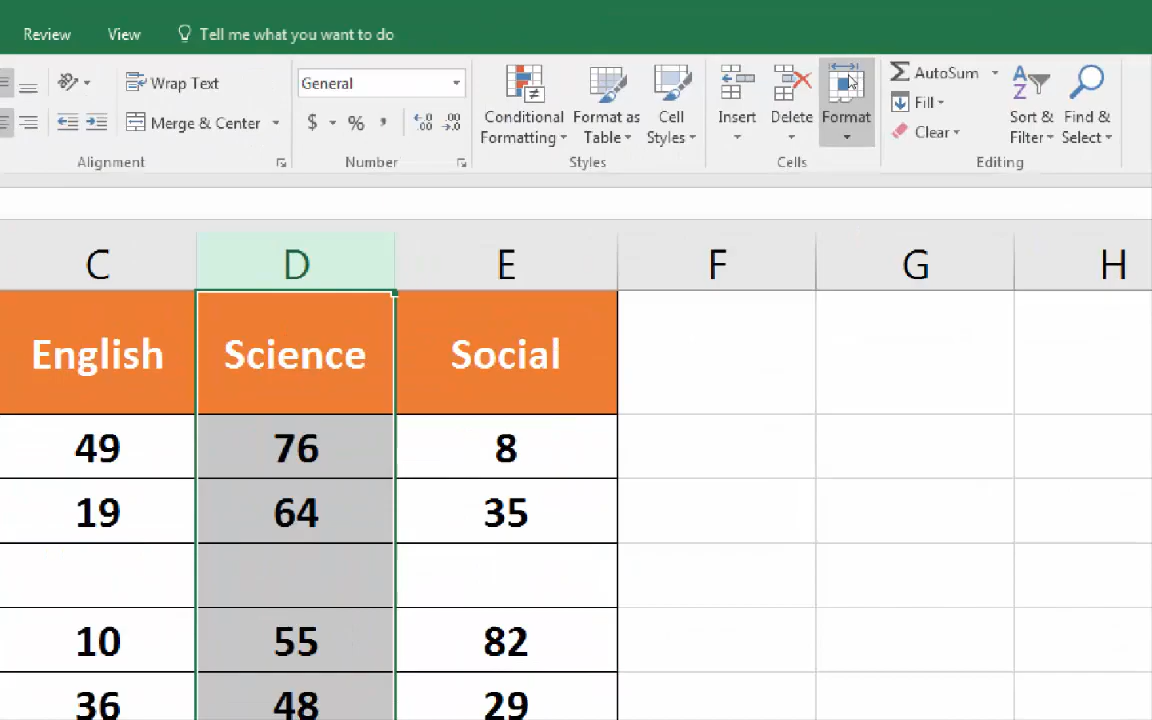 Review View Tell me what you want to do
Wrap Text General AutoSum
Conditional Format as Cell Insert Delete Format Fill Sort & Find &
Merge & Center $ % , Formatting Table Styles Clear Filter Select
Alignment Number Styles Cells Editing
C D E F G H
English Science Social
49 76 8
19 64 35
10 55 82
36 48 29